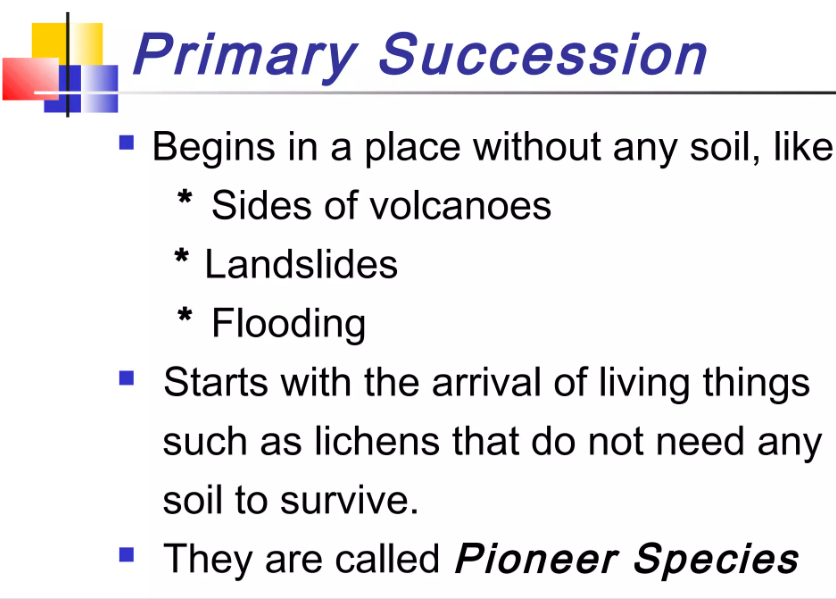 Primary Succession
Begins in a place without any soil, like
* Sides of volcanoes
* Landslides
* Flooding
Starts with the arrival of living things
such as lichens that do not need any
soil to survive.
They are called Pioneer Species